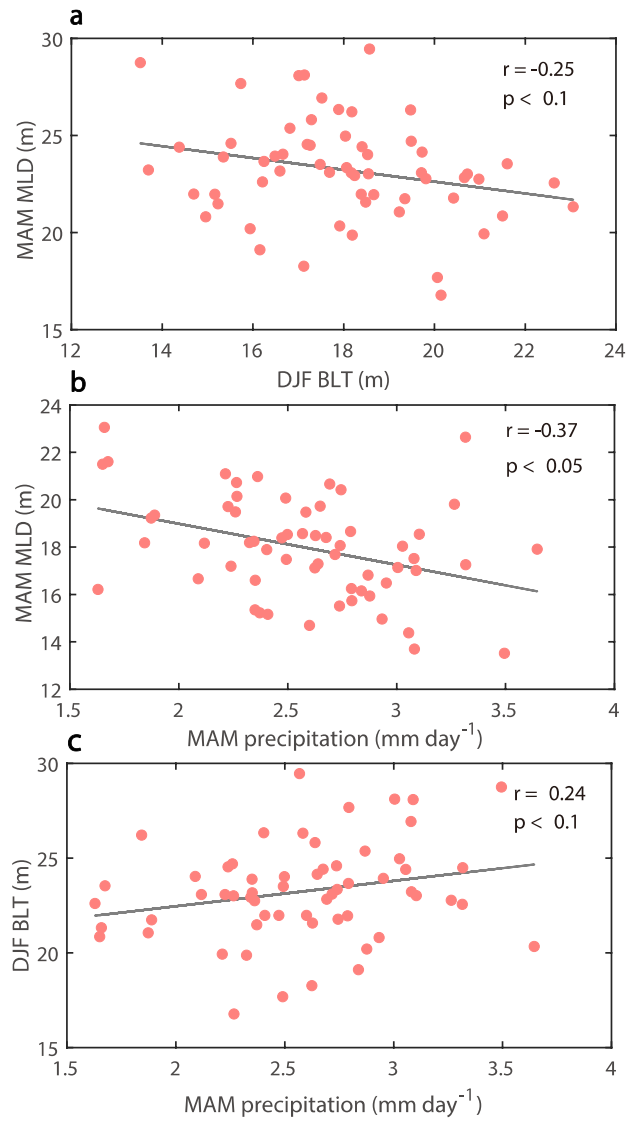 a
30
25
20
15
MAM MLD (m)
r = -0.25
p < 0.1
12 14 16 18 20 22 24
DJF BLT (m)
b
24
22
20
18
16
14
12
MAM MLD (m)
r = -0.37
p < 0.05
1.5 2 2.5 3 3.5 4
MAM precipitation (mm day-1)
c
30
25
20
15
DJF BLT (m)
r = 0.24
p < 0.1
1.5 2 2.5 3 3.5 4
MAM precipitation (mm day-1)